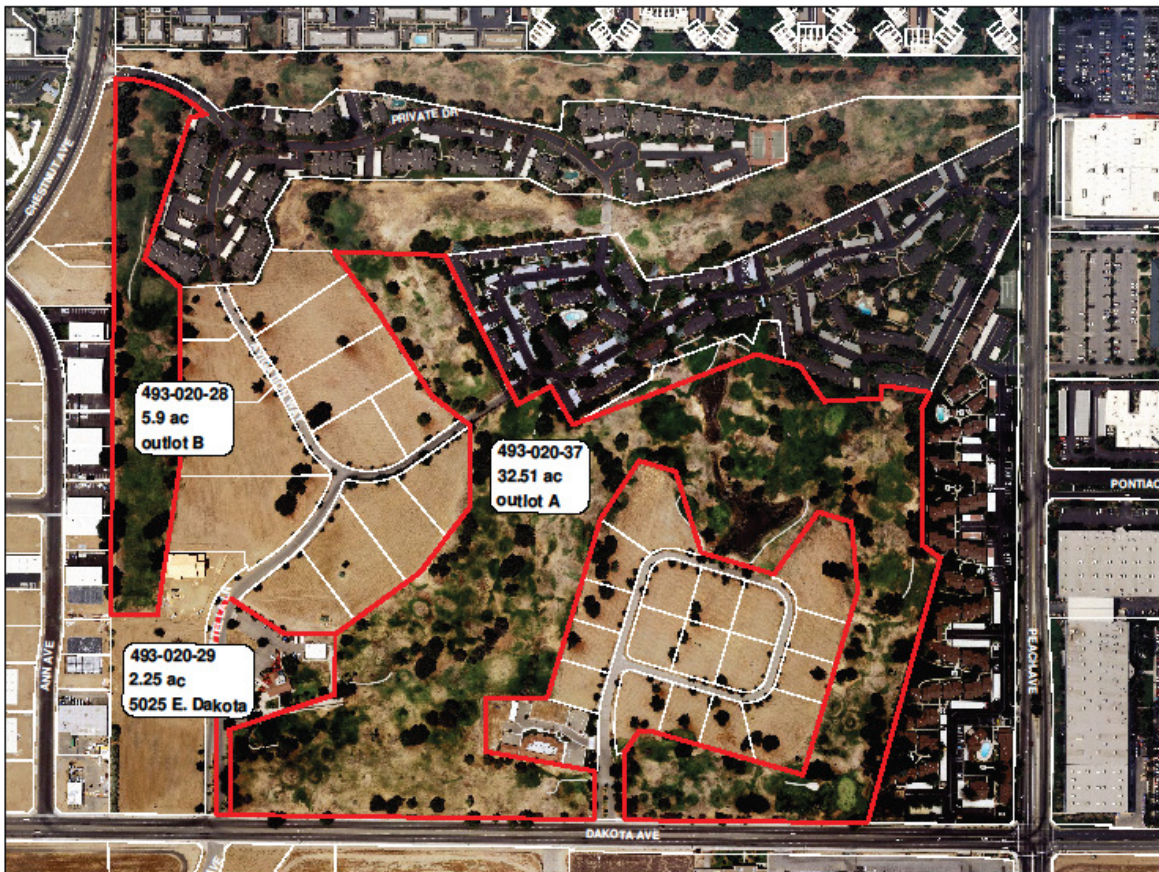 PRIVATE DR
CHESTNUT AVE
493-020-28
5.9 ac
outlot B
493-020-37
32.51 ac
outlot A
PONTIAC
493-020-29
2.25 ac
5025 E. Dakota
ANN AVE
PEACH AVE
DAKOTA AVE
AVE